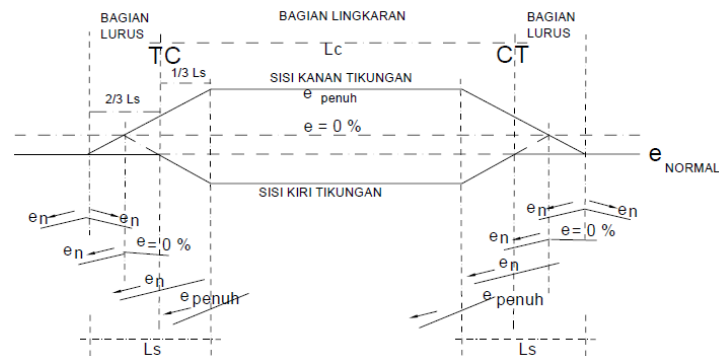 BAGIAN LURUS
BAGIAN LINGKARAN
BAGIAN LURUS
TC
Lc
CT
1/3 Ls
SISI KANAN TIKUNGAN
2/3 Ls
e penuh
e = 0 %
e NORMAL
SISI KIRI TIKUNGAN
en
en
en
en
en
e = 0 %
en
e = 0 %
en
en
e penuh
e penuh
Ls
Ls